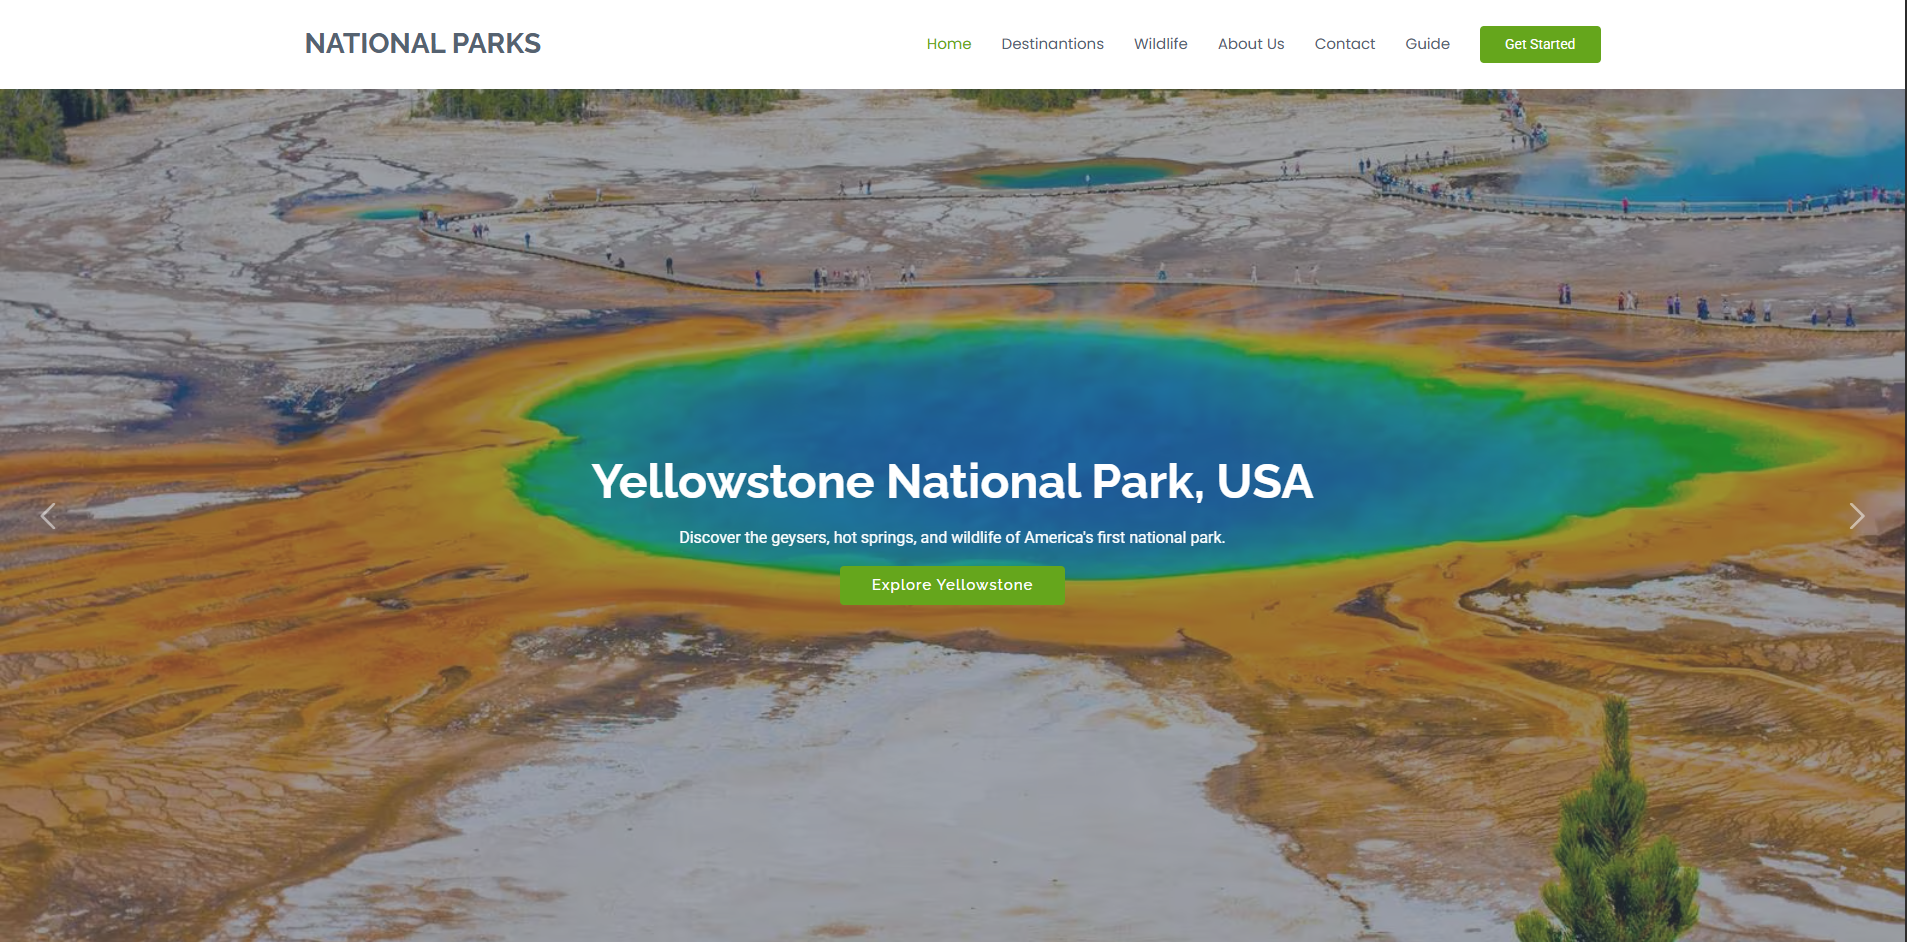 NATIONAL PARKS
Home Destinantions Wildlife About Us Contact Guide Get Started
Yellowstone National Park, USA
Discover the geysers, hot springs, and wildlife of America's first national park.
Explore Yellowstone